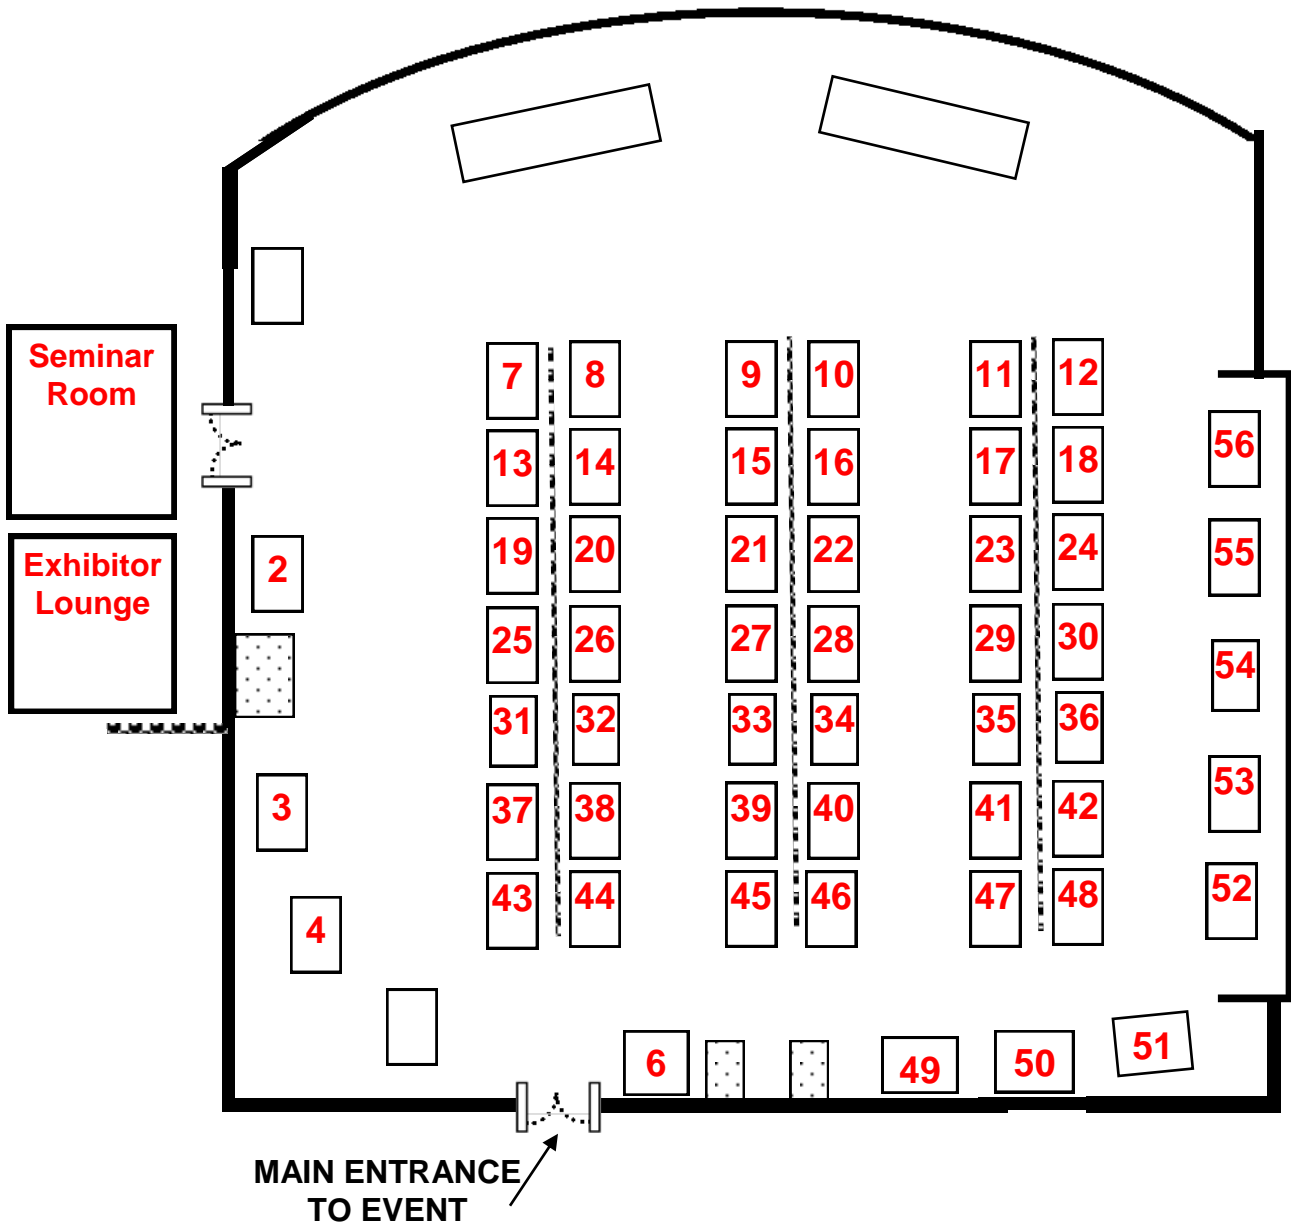 Seminar
Room
Exhibitor
Lounge
7 8 9 10 11 12
13 14 15 16 17 18 56
19 20 21 22 23 24 55
2
25 26 27 28 29 30 54
31 32 33 34 35 36
3 37 38 39 40 41 42 53
43 44 45 46 47 48 52
4
6 49 50 51
MAIN ENTRANCE
TO EVENT